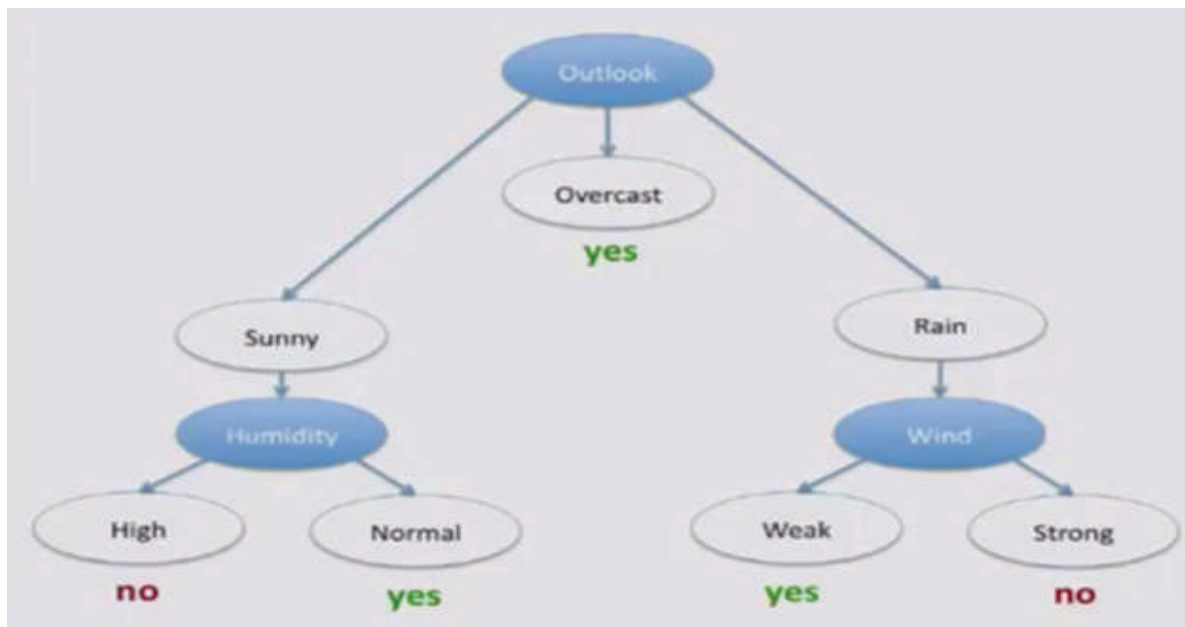 Outlook
Overcast
yes
Sunny
Rain
Humidity
Wind
High
Normal
Weak
Strong
no
yes
yes
no